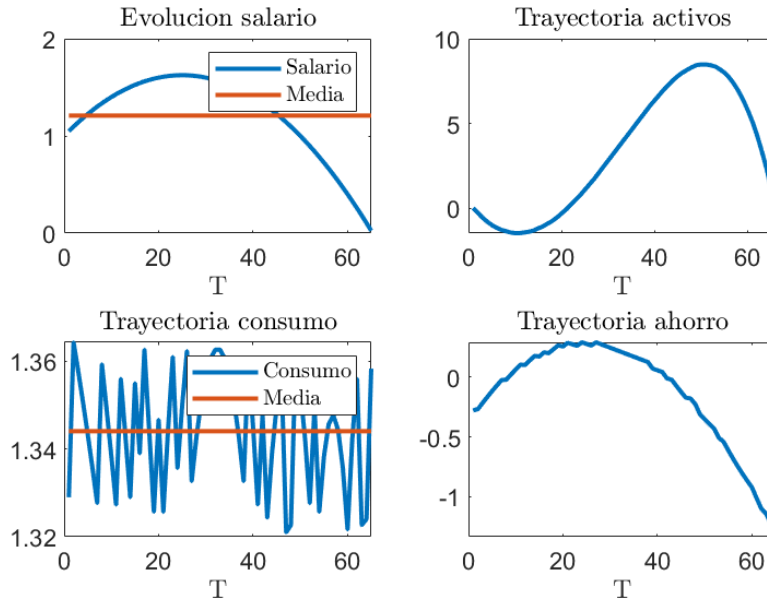 Evolucion salario
2
1
0
0 20 40 60
T
Salario
Media
Trayectoria activos
10
5
0
0 20 40 60
T
Trayectoria consumo
1.36
1.34
1.32
0 20 40 60
T
Consumo
Media
Trayectoria ahorro
0
-0.5
-1
0 20 40 60
T